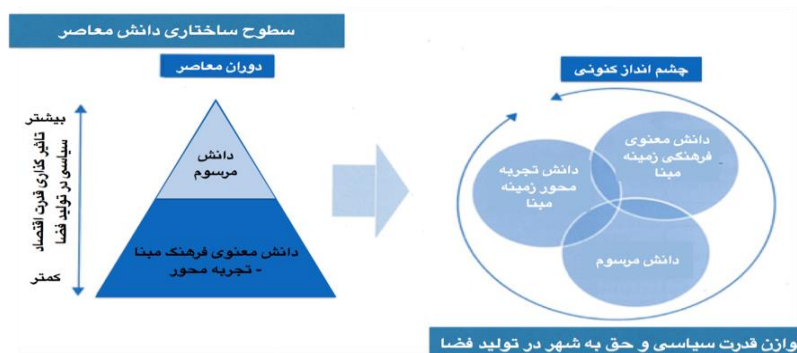 سطوح ساختاری دانش معاصر
دوران معاصر
بیشتر
تاثیر گذاری قدرت اقتصاد
سیاسی در تولید فضا
کمتر
دانش
مرسوم
دانش معنوی فرهنگ مبنا
- تجربه محور
چشم انداز کنونی
دانش معنوی
فرهنگی زمینه
مبنا
دانش تجربه
محور زمینه
مبنا
دانش مرسوم
وازن قدرت سیاسی و حق به شهر در تولید فضا